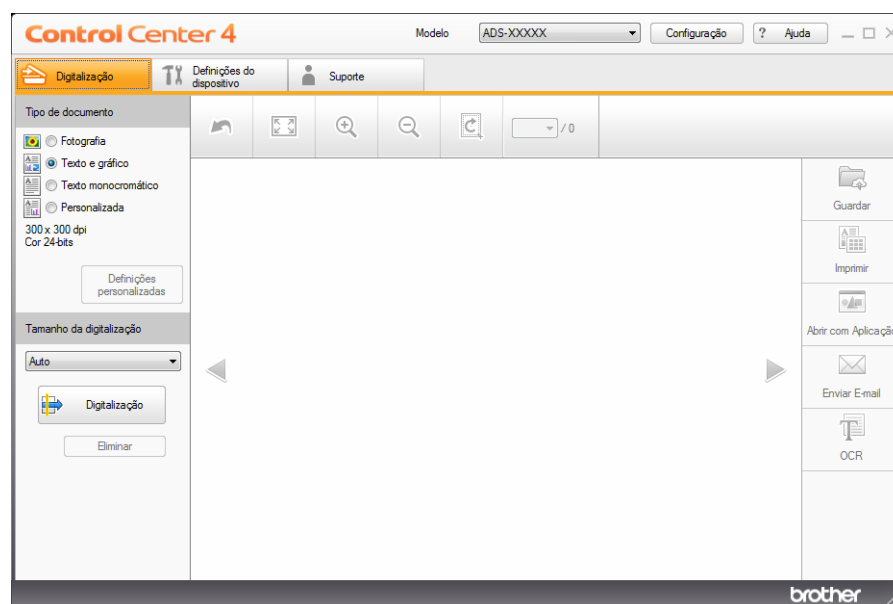 Control Center 4
Modelo
ADS-XXXXX
Configuração
? Ajuda
Digitalização
Definições do
dispositivo
Suporte
Tipo de documento
Fotografia
Texto e gráfico
Texto monocromático
Personalizada
300 x 300 dpi
Cor 24-bits
Definições
personalizadas
Tamanho da digitalização
Auto
Digitalização
Eliminar
/ 0
Guardar
Imprimir
Abrir com Aplicaçã
Enviar E-mail
OCR
brother